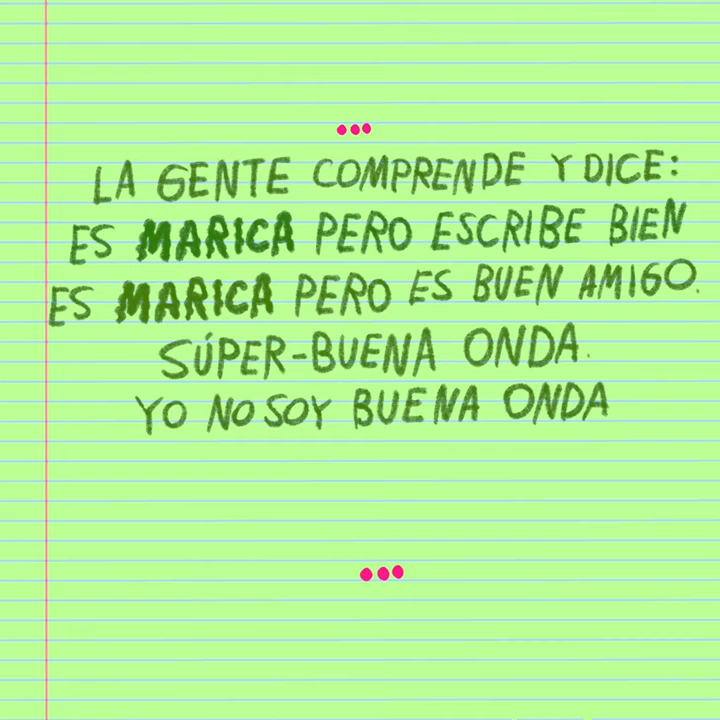 ...
LA GENTE COMPRENDE Y DICE:
ES MARICA PERO ESCRIBE BIEN
ES MARICA PERO ES BUEN AMIGO.
SÚPER-BUENA ONDA.
YO NO SOY BUENA ONDA
...